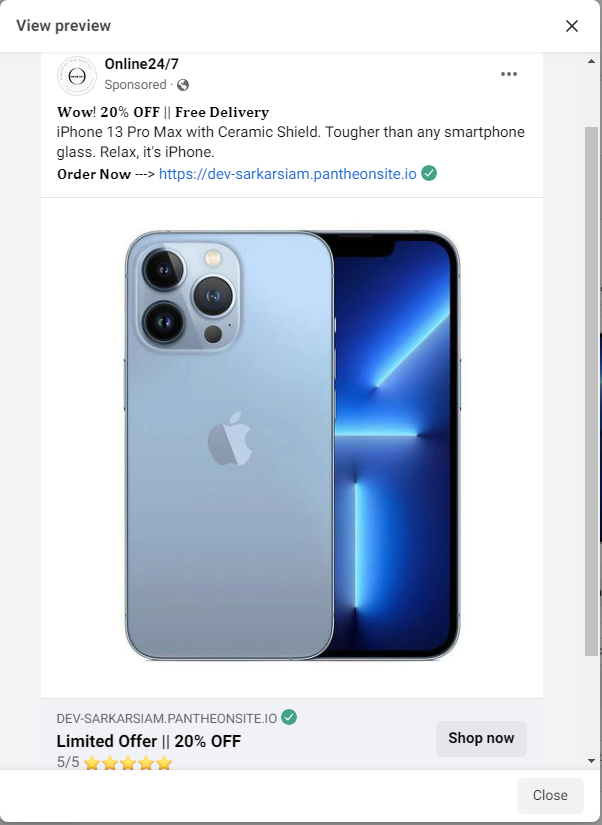 View preview
Online24/7
Sponsored ·
Wow! 20% OFF || Free Delivery
iPhone 13 Pro Max with Ceramic Shield. Tougher than any smartphone
glass. Relax, it's iPhone.
Order Now ---> https://dev-sarkarsiam.pantheonsite.io
DEV-SARKARSIAM.PANTHEONSITE.IO
Limited Offer || 20% OFF
5/5 ⭐⭐⭐⭐⭐
Shop now
Close